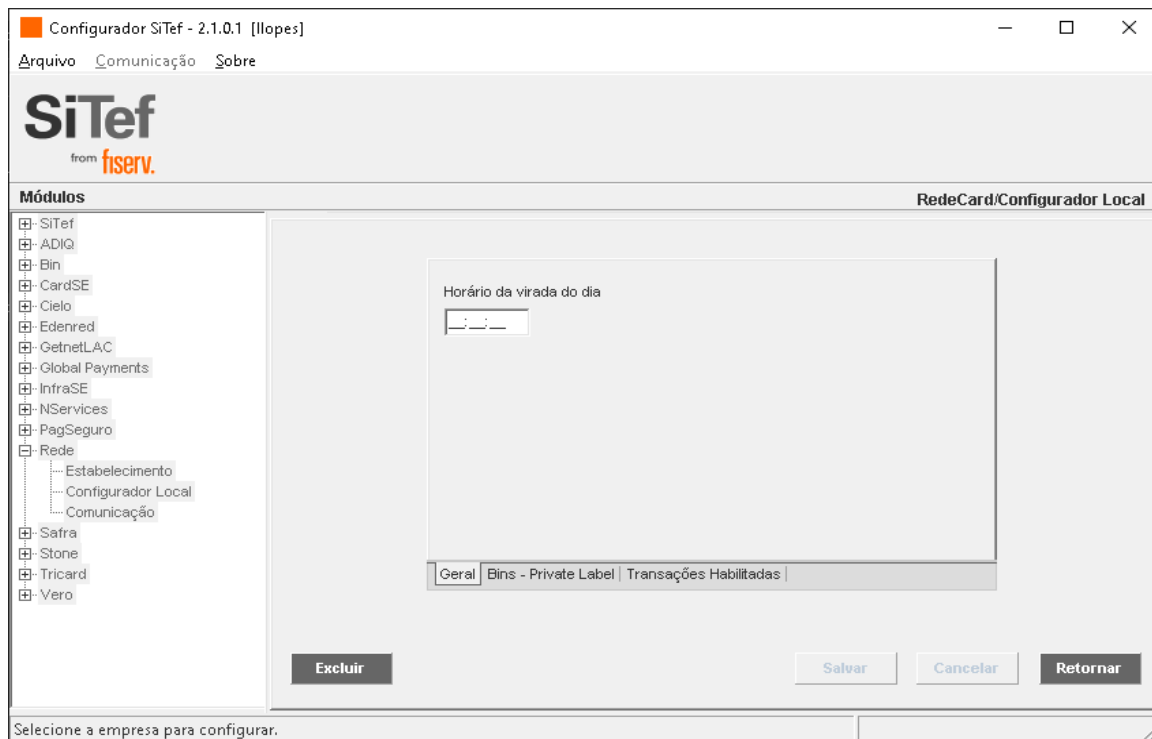 Configurador SiTef - 2.1.0.1 [llopes]
Arquivo Comunicação Sobre
SiTef
from fiserv.
Módulos
RedeCard/Configurador Local
SiTef
ADIQ
Bin
CardSE
Cielo
Edenred
GetnetLAC
Global Payments
InfraSE
NServices
PagSeguro
Rede
Estabelecimento
Configurador Local
Comunicação
Safra
Stone
Tricard
Vero
Horário da virada do dia
__:__:__
Geral Bins - Private Label Transações Habilitadas
Excluir Salvar Cancelar Retornar
Selecione a empresa para configurar.